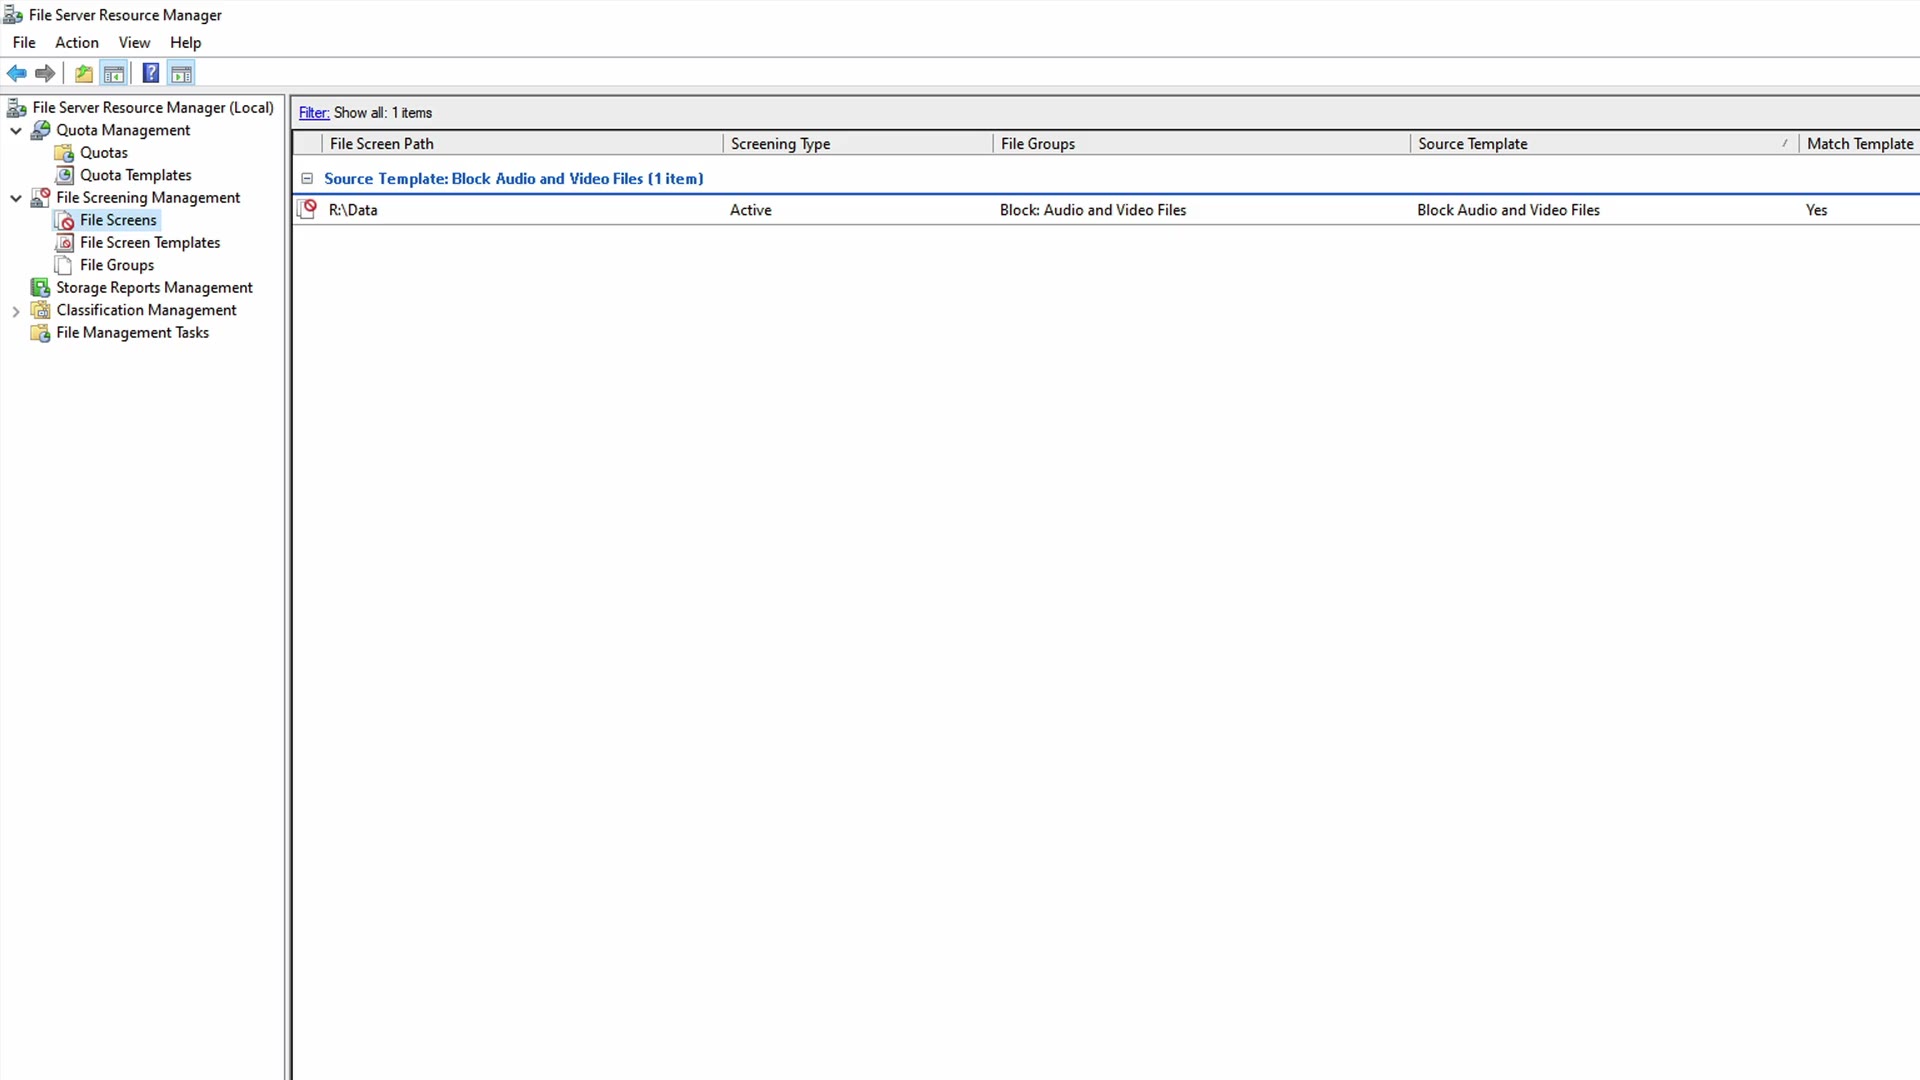 File Server Resource Manager
File Action View Help
File Server Resource Manager (Local)
Quota Management
Quotas
Quota Templates
File Screening Management
File Screens
File Screen Templates
File Groups
Storage Reports Management
Classification Management
File Management Tasks
Filter: Show all: 1 items
File Screen Path Screening Type File Groups Source Template Match Template
Source Template: Block Audio and Video Files (1 item)
R:\Data Active Block: Audio and Video Files Block Audio and Video Files Yes